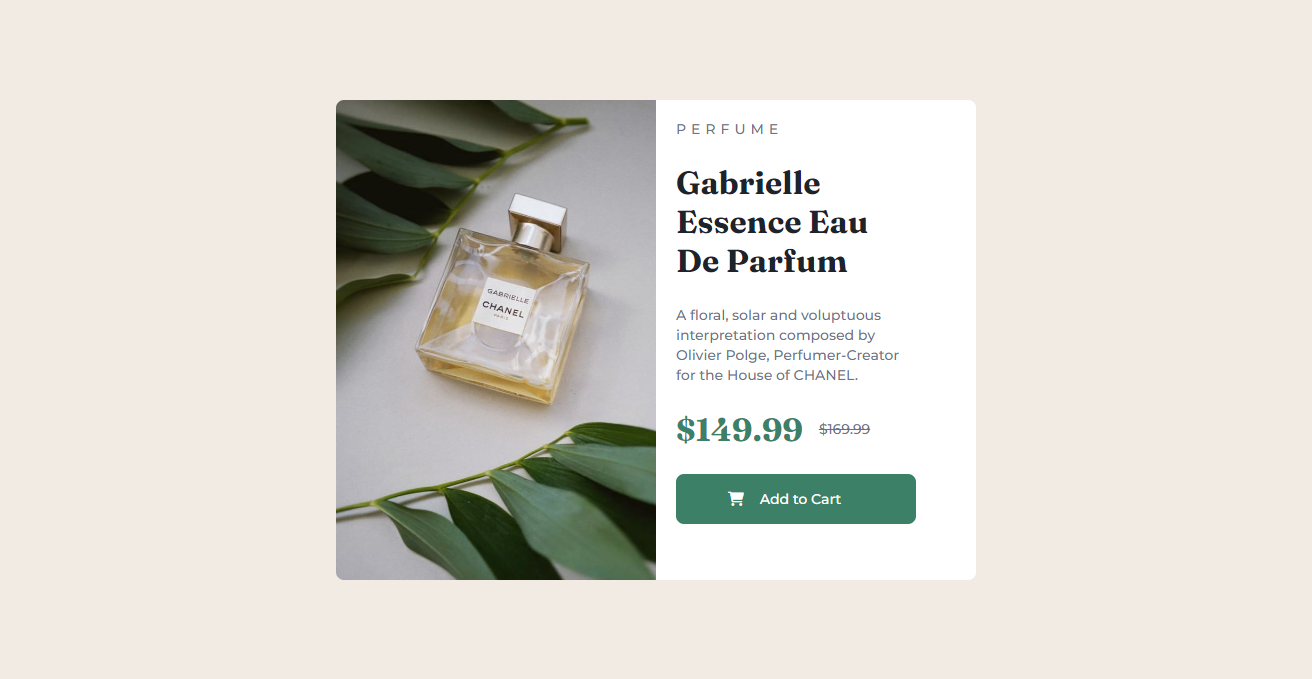 GABRIELLE
CHANEL
PARIS
PERFUME
Gabrielle
Essence Eau
De Parfum
A floral, solar and voluptuous
interpretation composed by
Olivier Polge, Perfumer-Creator
for the House of CHANEL.
$149.99 $169.99
Add to Cart